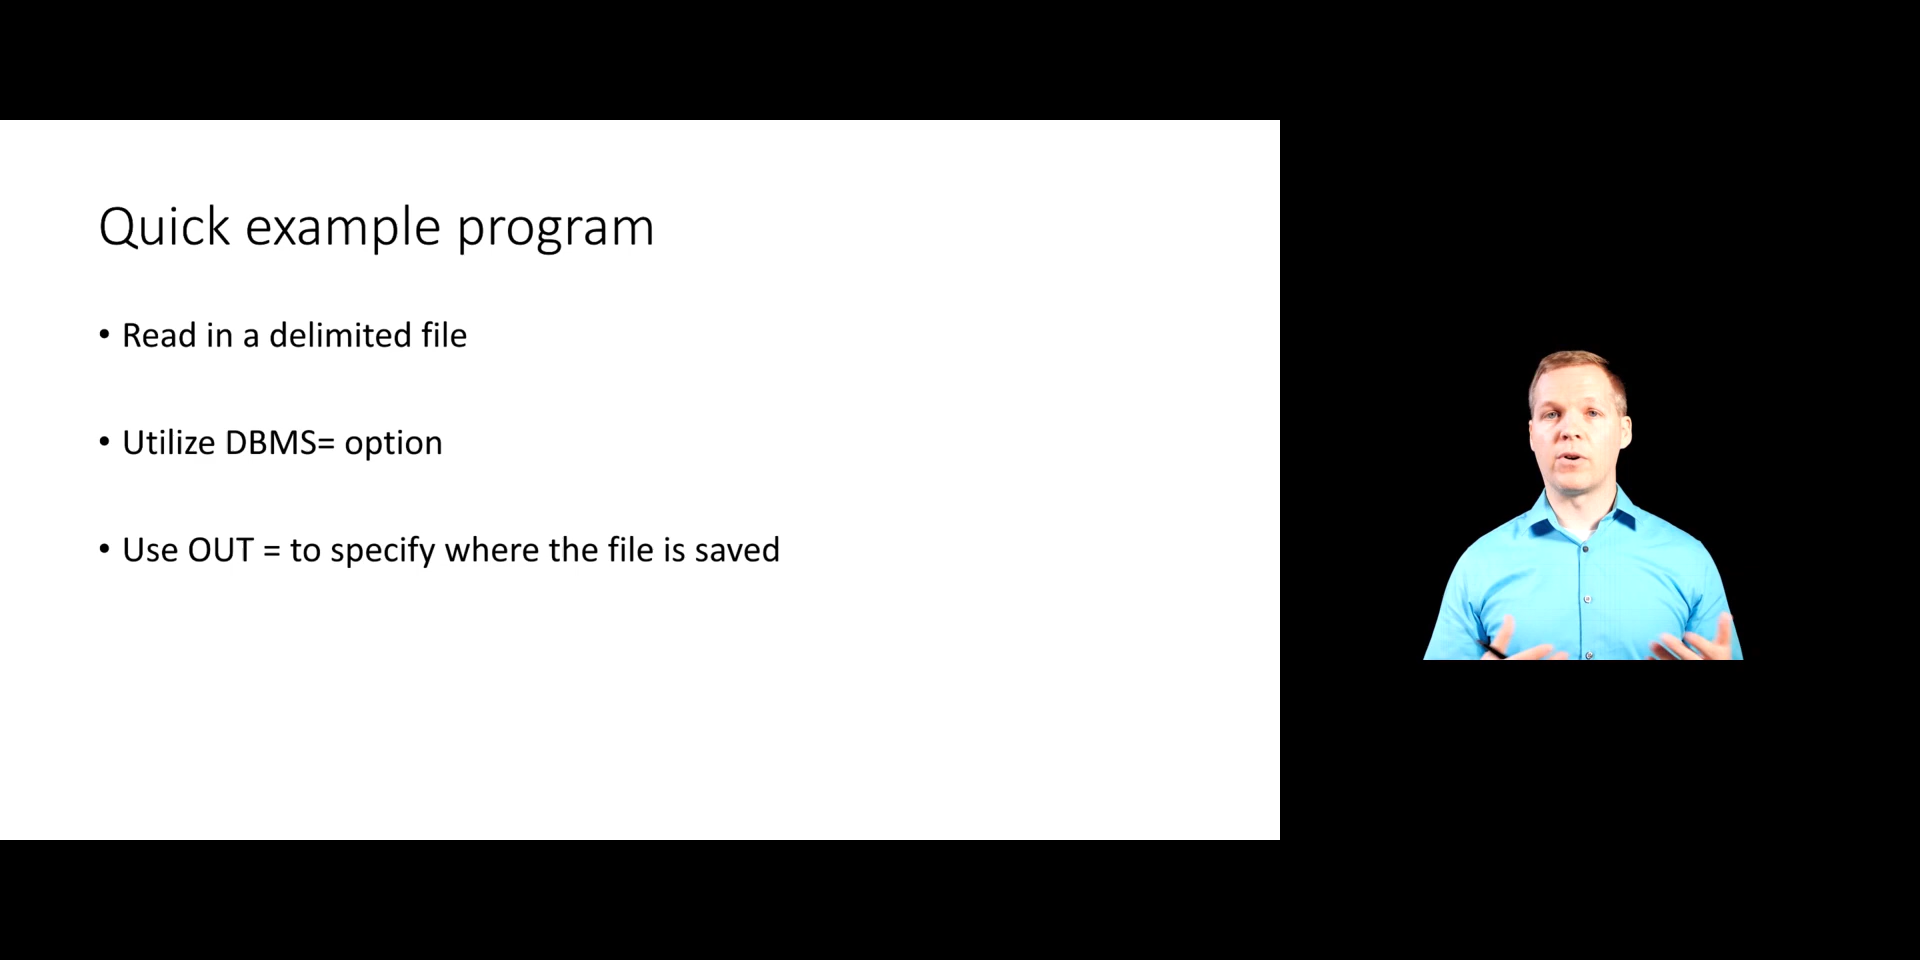 Quick example program
• Read in a delimited file
• Utilize DBMS= option
• Use OUT = to specify where the file is saved